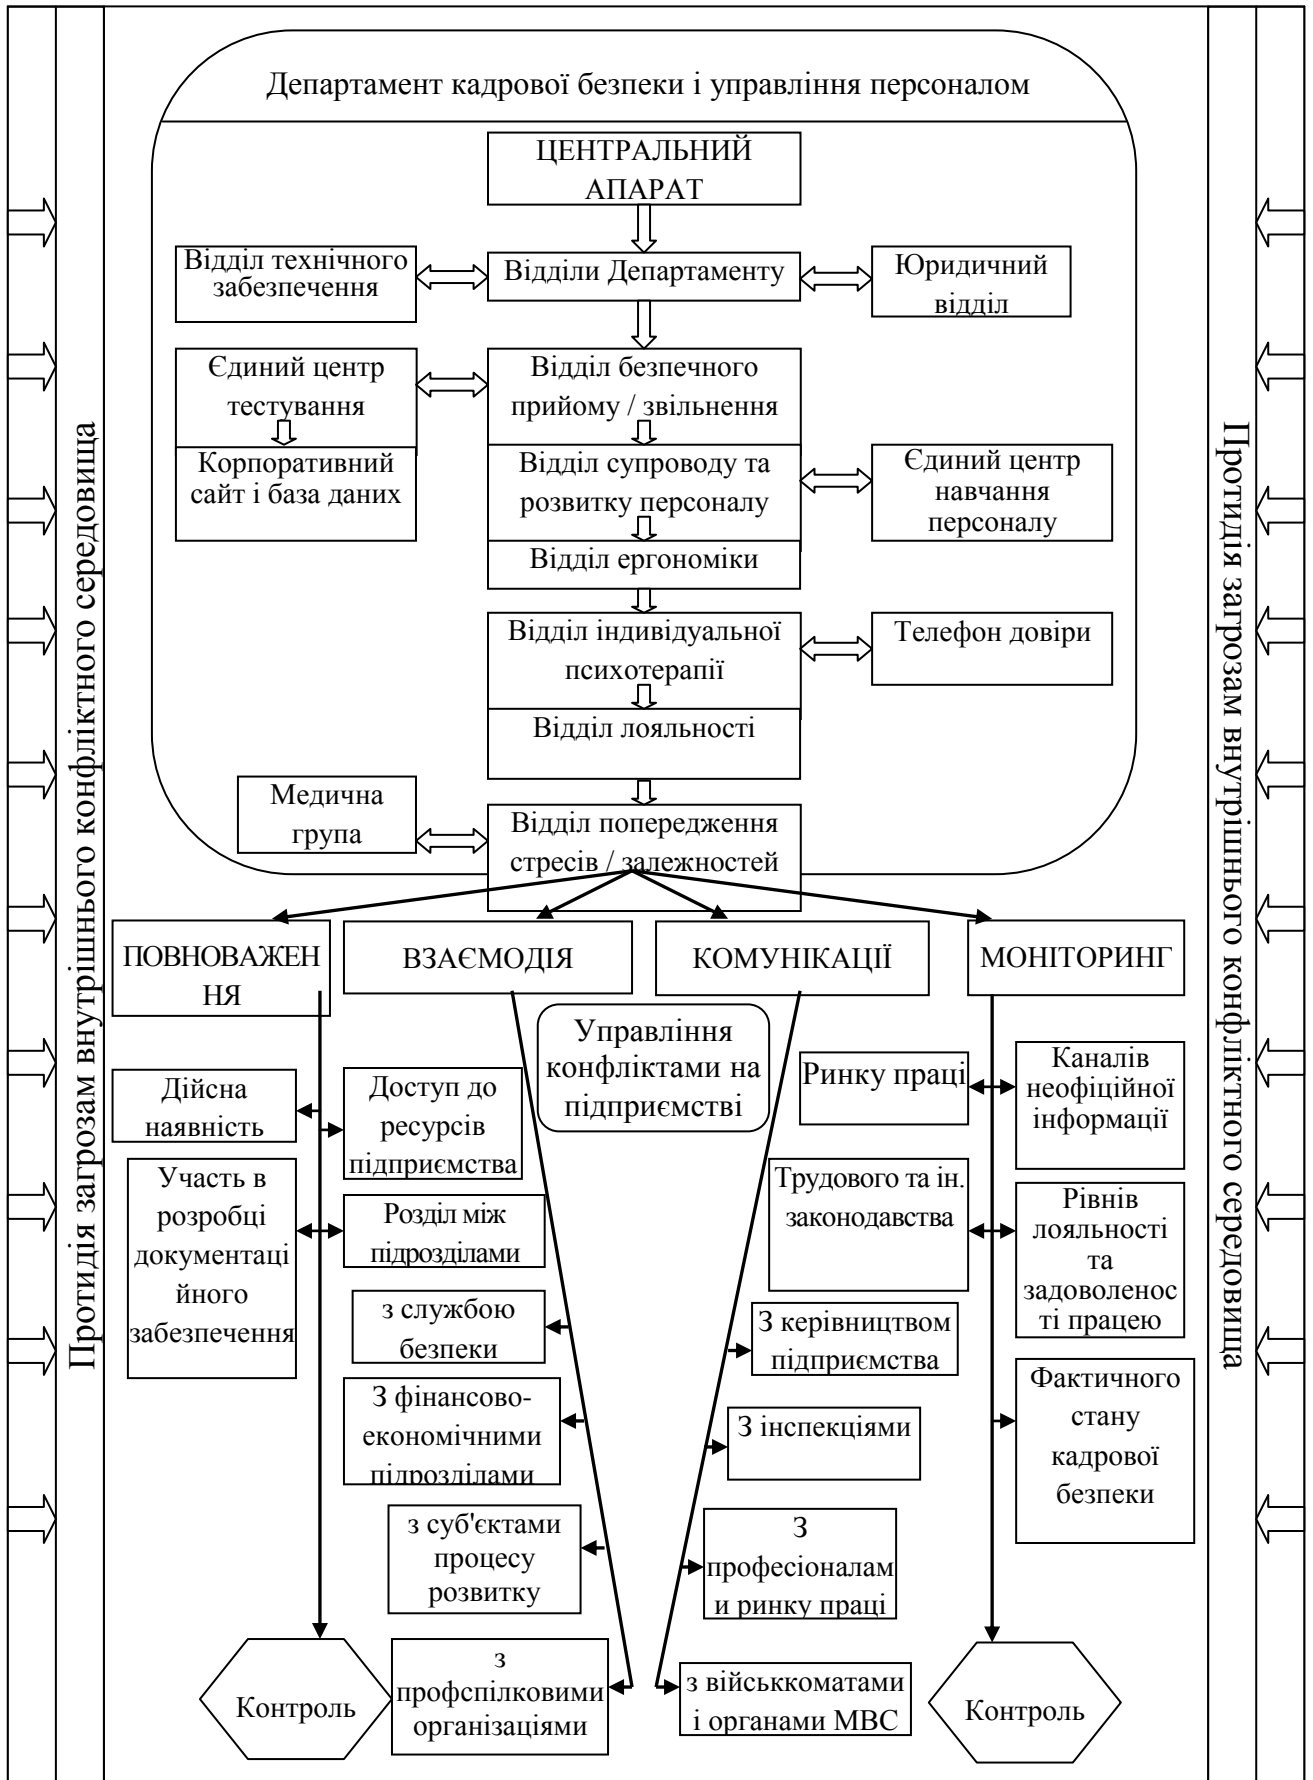 Департамент кадрової безпеки і управління персоналом
ЦЕНТРАЛЬНИЙ
АПАРАТ
Відділ технічного
забезпечення
Відділи Департаменту
Юридичний
відділ
Єдиний центр
тестування
Відділ безпечного
прийому / звільнення
Корпоративний
сайт і база даних
Відділ супроводу та
розвитку персоналу
Єдиний центр
навчання
персоналу
Відділ ергономіки
Відділ індивідуальної
психотерапії
Телефон довіри
Відділ лояльності
Медична
група
Відділ попередження
стресів / залежностей
Протидія загрозам внутрішнього конфліктного середовища
Протидія загрозам внутрішнього конфліктного середовища
ПОВНОВАЖЕН
НЯ
ВЗАЄМОДІЯ
КОМУНІКАЦІЇ
МОНІТОРИНГ
Управління
конфліктами на
підприємстві
Дійсна
наявність
Доступ до
ресурсів
підприємства
Участь в
розробці
документаці
йного
забезпечення
Розділ між
підрозділами
з службою
безпеки
З фінансово-
економічними
підрозділами
з суб'єктами
процесу
розвитку
з
профспілковими
організаціями
Ринку праці
Каналів
неофіційної
інформації
Трудового та ін.
законодавства
Рівнів
лояльності
та
задоволенос
ті працею
З керівництвом
підприємства
Фактичного
стану
кадрової
безпеки
З інспекціями
З
професіоналам
и ринку праці
з військкоматами
і органами МВС
Контроль
Контроль